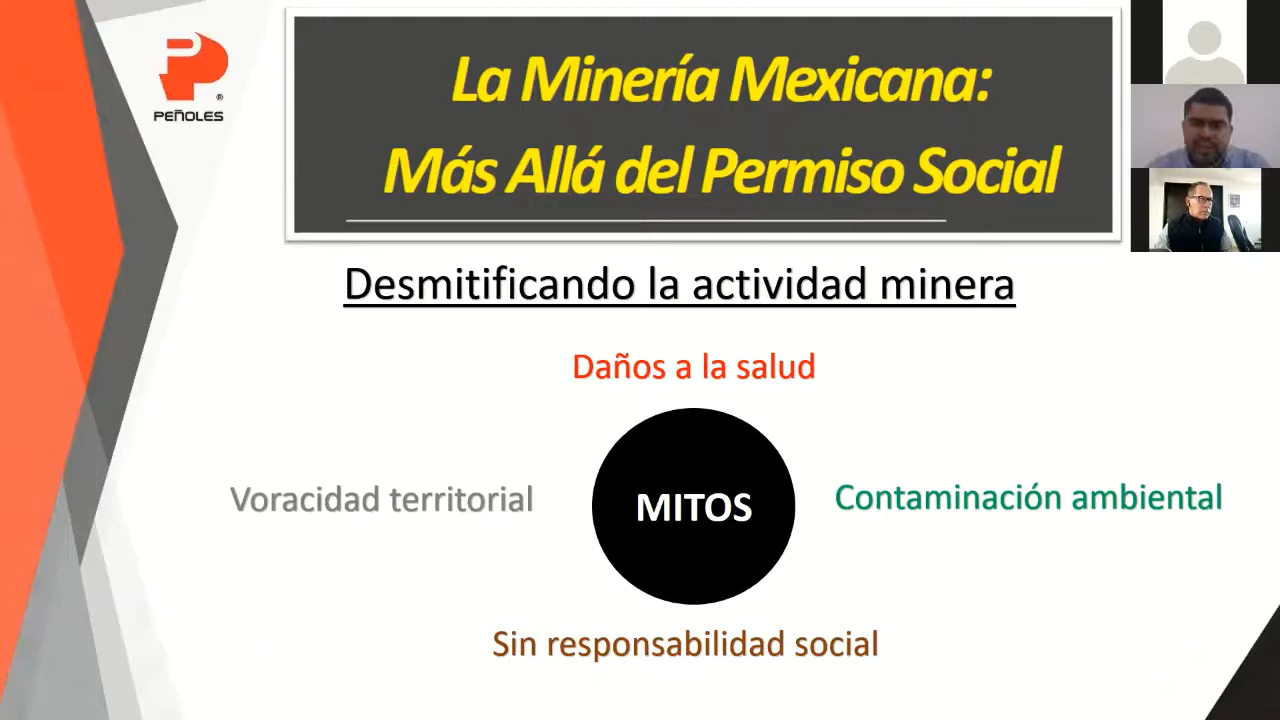 PEÑOLES
La Minería Mexicana:
Más Allá del Permiso Social
Desmitificando la actividad minera
Daños a la salud
Voracidad territorial
MITOS
Contaminación ambiental
Sin responsabilidad social